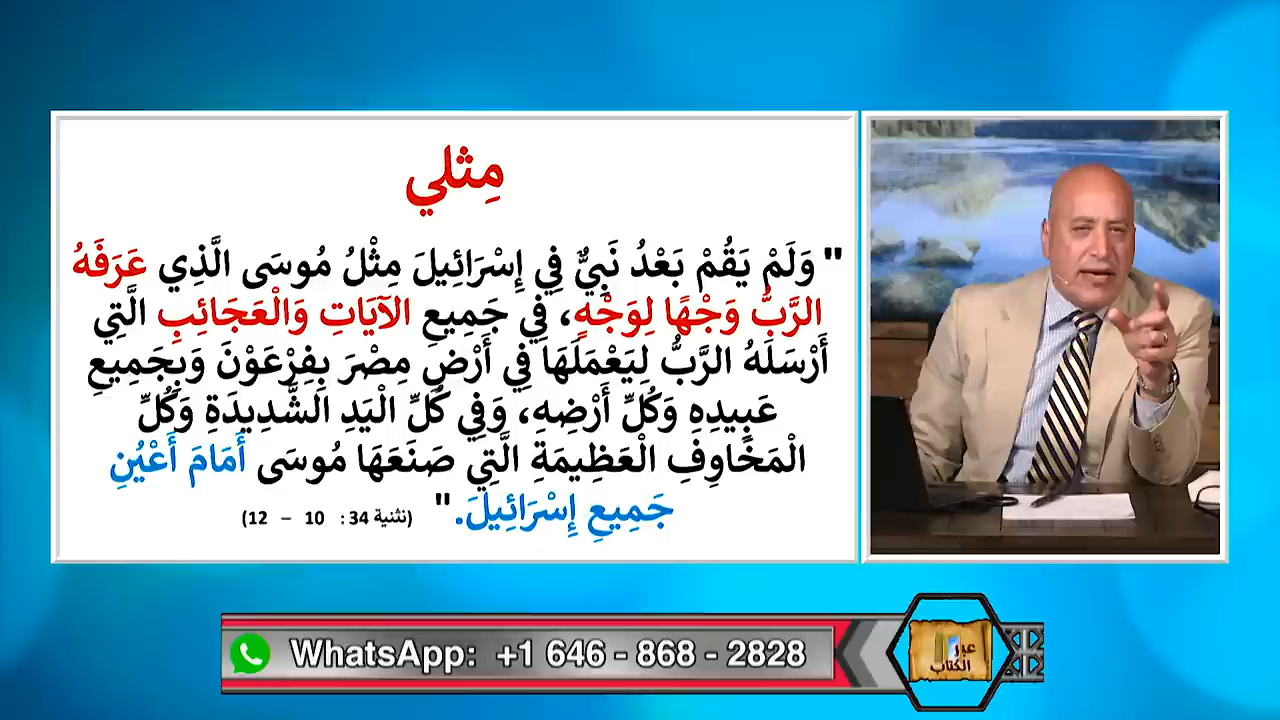 مِثلي
" وَلَمْ يَقُمْ بَعْدُ نَبِيٌّ فِي إِسْرَائِيلَ مِثْلُ مُوسَى الَّذِي عَرَفَهُ
الرَّبُّ وَجْهًا لِوَجْهٍ، فِي جَمِيعِ الآيَاتِ وَالْعَجَائِبِ الَّتِي
أَرْسَلَهُ الرَّبُّ لِيَعْمَلَهَا فِي أَرْضِ مِصْرَ بِفِرْعَوْنَ وَبِجَمِيعِ
عَبِيدِهِ وَكُلِّ أَرْضِهِ، وَفِي كُلِّ الْيَدِ الشَّدِيدَةِ وَكُلِّ
الْمَخَاوِفِ الْعَظِيمَةِ الَّتِي صَنَعَهَا مُوسَى أَمَامَ أَعْيُنِ
جَمِيعِ إِسْرَائِيلَ." (تثنية 34 : 10 – 12)
WhatsApp: +1 646 - 868 - 2828
عبر
الكتاب